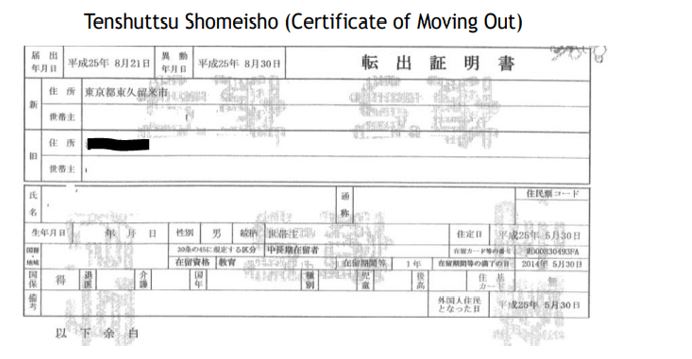 Tenshuttsu Shomeisho (Certificate of Moving Out)
届出年月日 平成25年 8月21日 異動年月日 平成25年 8月30日 転出証明書
新 住所 東京都東久留米市
世帯主
旧 住所
世帯主
氏名 通称 住民票コード
生年月日 年 月 日 性別 男 続柄 世帯主 住定日 平成25年 5月30日
国籍・地域 30条の45に規定する区分 中長期在留者 在留カード等の番号
在留資格 教育 在留期間等 1年 在留期間等の満了の日 2014年 5月30日
国保 得 退医 介護 国年 種別 児童 後高 住基カード 無
備考 外国人住民となった日 平成25年 5月30日
以下余白